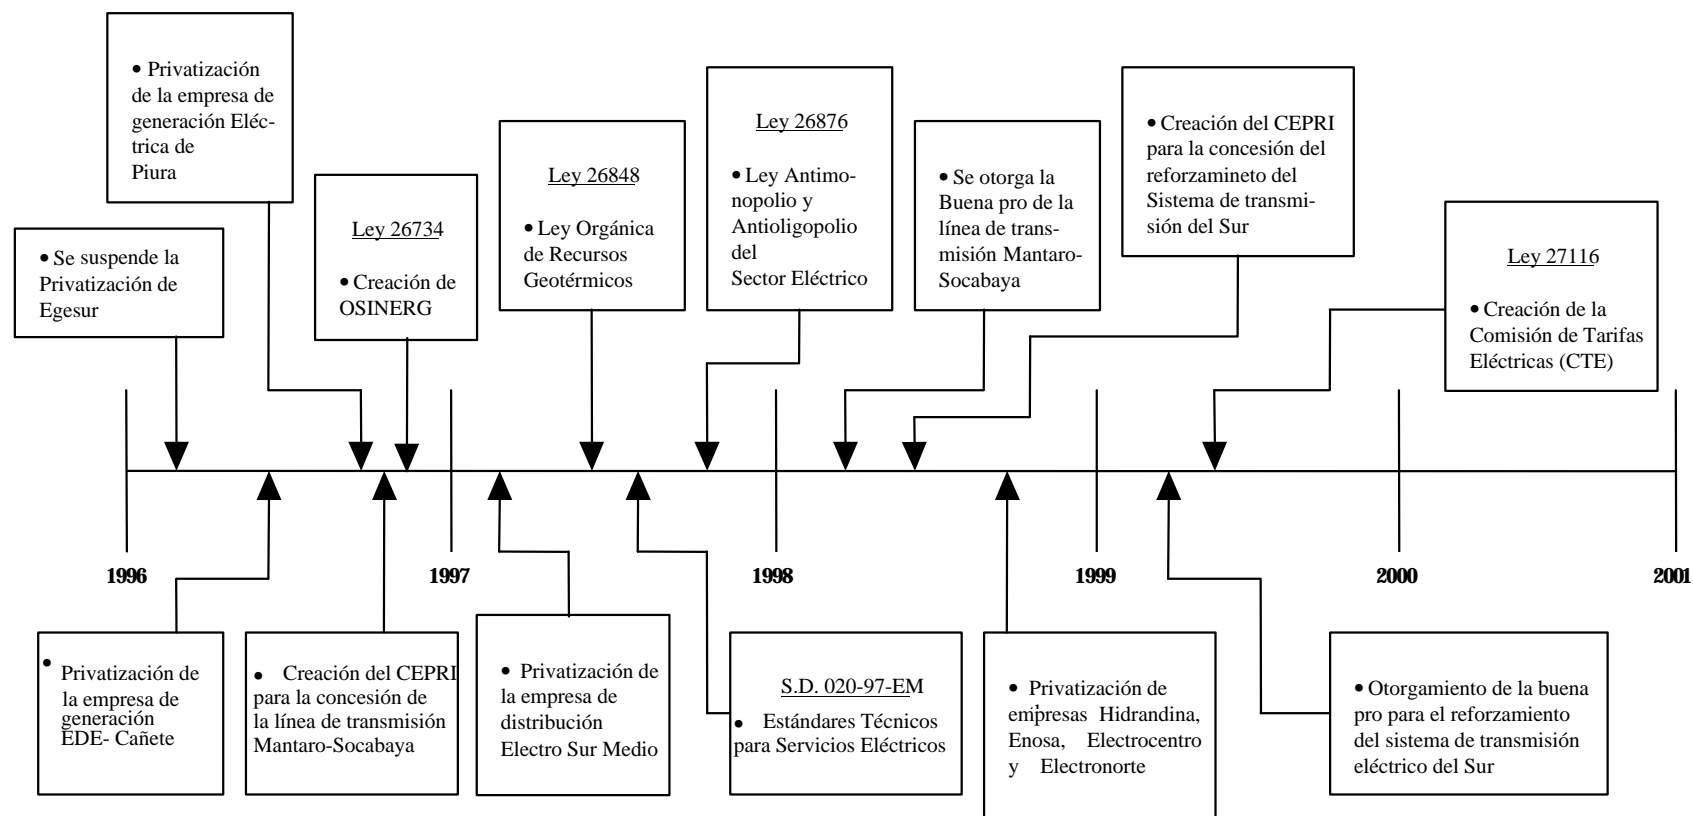 • Privatización
de la empresa de
generación Eléc-
trica de
Piura
• Se suspende la
Privatización de
Egesur
Ley 26734
• Creación de
OSINERG
Ley 26848
• Ley Orgánica
de Recursos
Geotérmicos
Ley 26876
• Ley Antimo-
nopolio y
Antioligopolio
del
Sector Eléctrico
• Se otorga la
Buena pro de la
línea de trans-
misión Mantaro-
Socabaya
• Creación del CEPRI
para la concesión del
reforzamineto del
Sistema de transmi-
sión del Sur
Ley 27116
• Creación de la
Comisión de Tarifas
Eléctricas (CTE)
1996
1997
1998
1999
2000
2001
• Privatización de
la empresa de
generación
EDE- Cañete
• Creación del CEPRI
para la concesión de
la línea de transmisión
Mantaro-Socabaya
• Privatización de
la empresa de
distribución
Electro Sur Medio
S.D. 020-97-EM
• Estándares Técnicos
para Servicios Eléctricos
• Privatización de
empresas Hidrandina,
Enosa, Electrocentro
y Electronorte
• Otorgamiento de la buena
pro para el reforzamiento
del sistema de transmisión
eléctrico del Sur